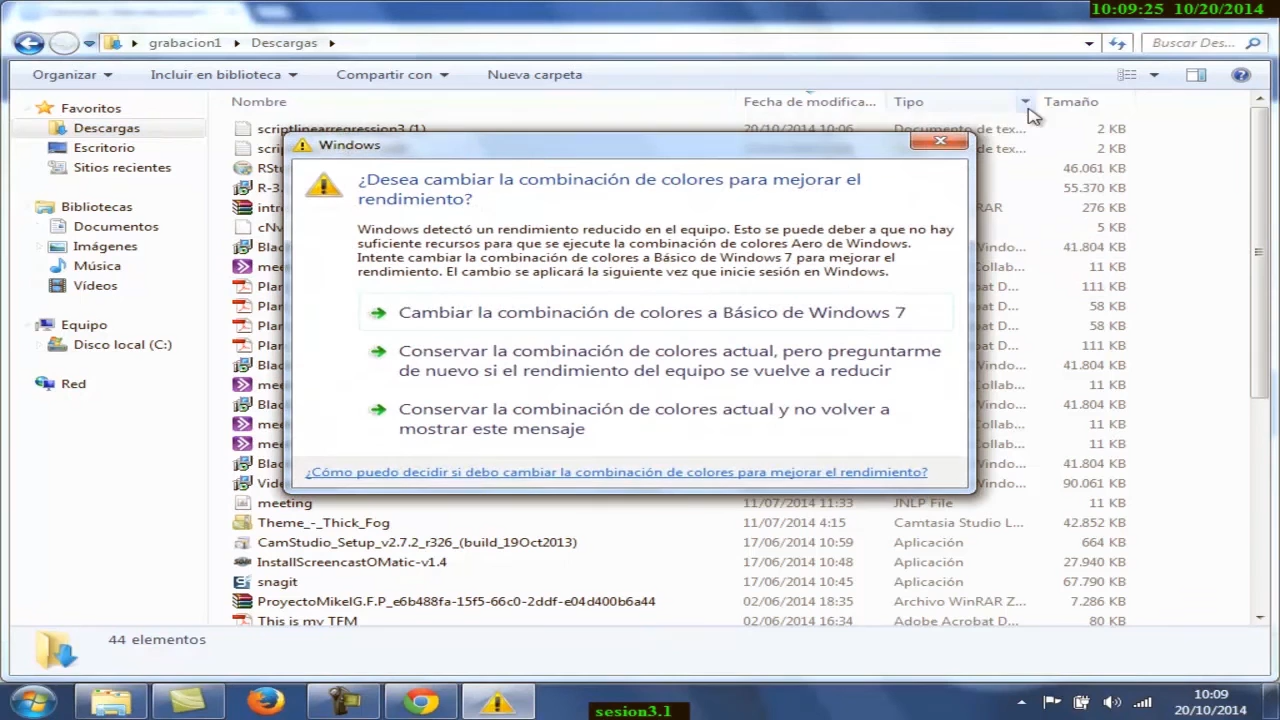 10:09:25 10/20/2014
grabacion1 Descargas
Buscar Des...
Organizar Incluir en biblioteca Compartir con Nueva carpeta
Nombre Fecha de modifica... Tipo Tamaño
Favoritos
Descargas
Escritorio
Sitios recientes
Bibliotecas
Documentos
Imágenes
Música
Vídeos
Equipo
Disco local (C:)
Red
scriptlinearregression3 (1) 20/10/2014 10:06 Documento de tex... 2 KB
2 KB
46.061 KB
55.370 KB
276 KB
5 KB
41.804 KB
11 KB
111 KB
58 KB
58 KB
111 KB
41.804 KB
11 KB
41.804 KB
11 KB
11 KB
41.804 KB
90.061 KB
meeting 11/07/2014 11:33 JNLP File 11 KB
Theme_-_Thick_Fog 11/07/2014 4:15 Camtasia Studio L... 42.852 KB
CamStudio_Setup_v2.7.2_r326_(build_19Oct2013) 17/06/2014 10:59 Aplicación 664 KB
InstallScreencastOMatic-v1.4 17/06/2014 10:48 Aplicación 27.940 KB
snagit 17/06/2014 10:45 Aplicación 67.790 KB
ProyectoMikelG.F.P_e6b488fa-15f5-66c0-2ddf-e04d400b6a44 02/06/2014 18:35 Archivo WinRAR Z... 7.286 KB
This is my TFM 02/06/2014 16:34 Adobe Acrobat D... 80 KB
Windows
¿Desea cambiar la combinación de colores para mejorar el
rendimiento?
Windows detectó un rendimiento reducido en el equipo. Esto se puede deber a que no hay
suficiente recursos para que se ejecute la combinación de colores Aero de Windows.
Intente cambiar la combinación de colores a Básico de Windows 7 para mejorar el
rendimiento. El cambio se aplicará la siguiente vez que inicie sesión en Windows.
Cambiar la combinación de colores a Básico de Windows 7
Conservar la combinación de colores actual, pero preguntarme
de nuevo si el rendimiento del equipo se vuelve a reducir
Conservar la combinación de colores actual y no volver a
mostrar este mensaje
¿Cómo puedo decidir si debo cambiar la combinación de colores para mejorar el rendimiento?
44 elementos
10:09
20/10/2014
sesion3.1